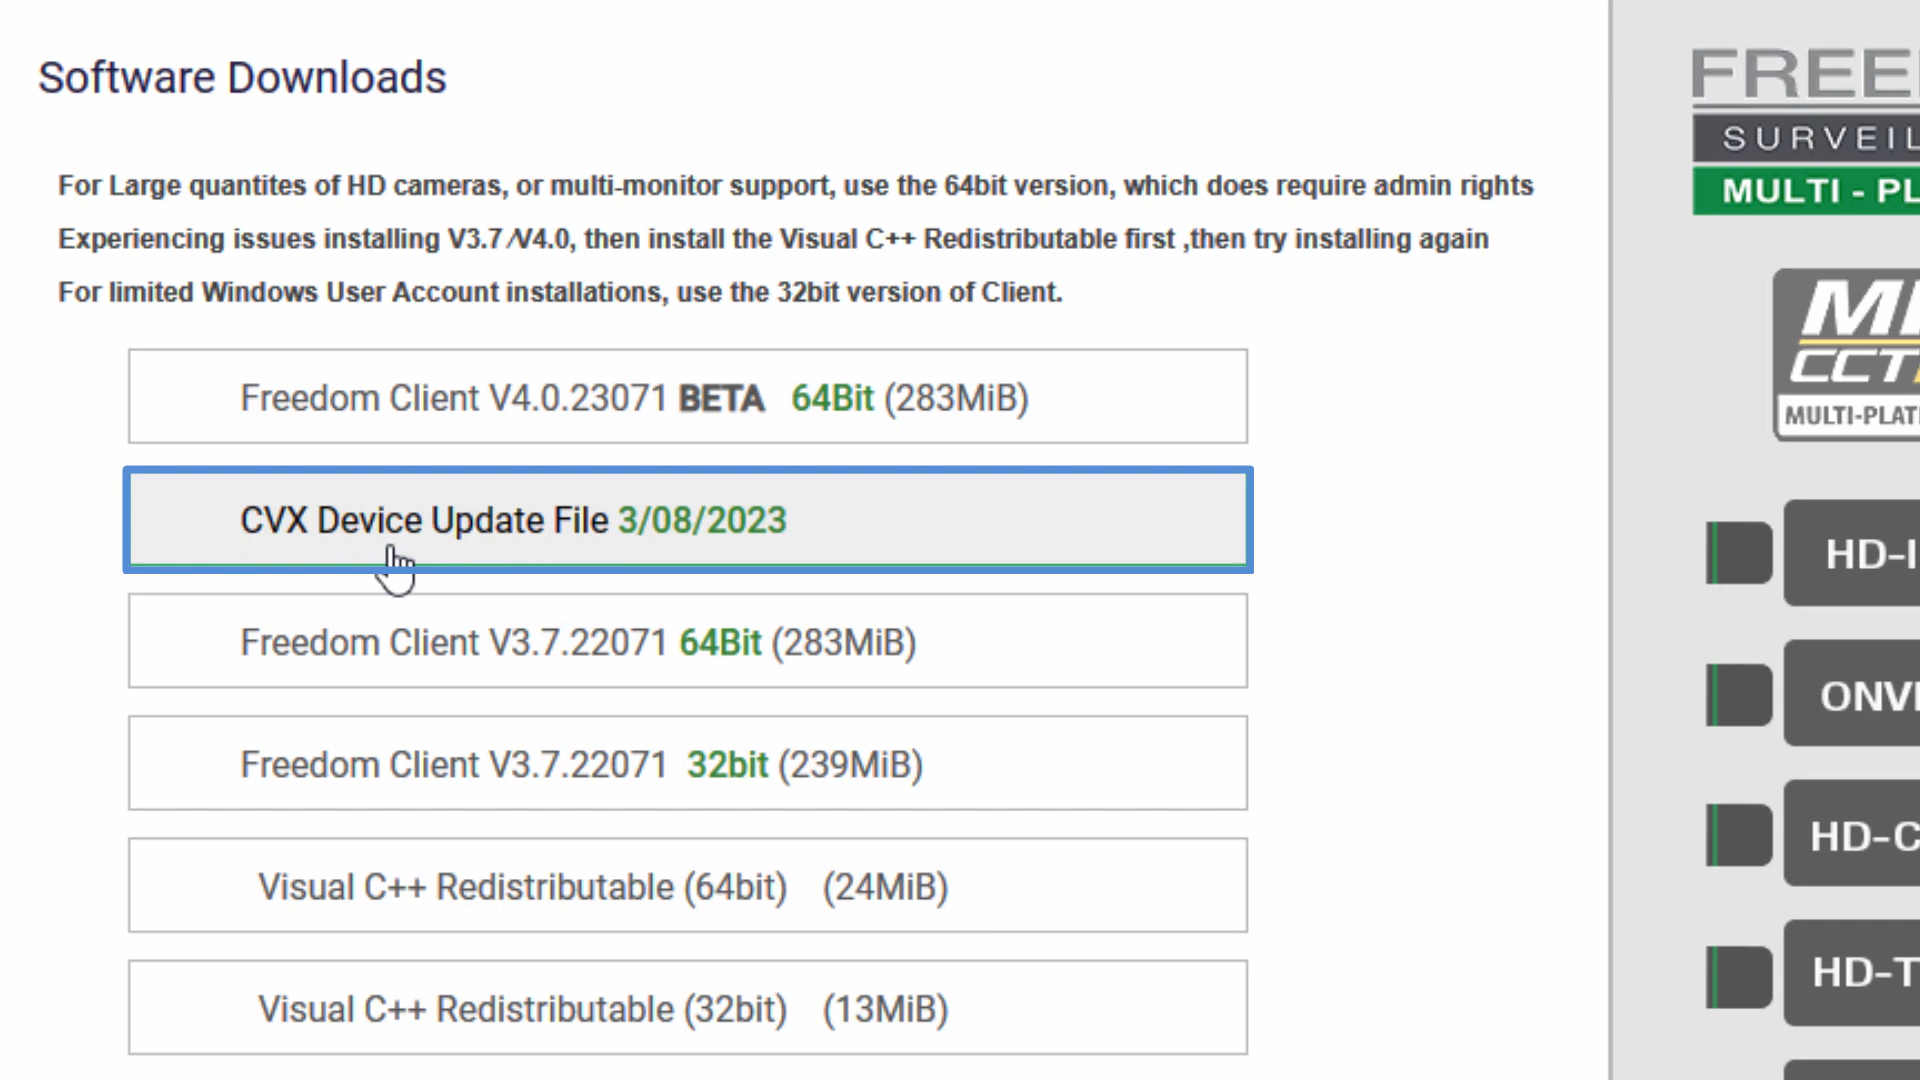 Software Downloads
For Large quantites of HD cameras, or multi-monitor support, use the 64bit version, which does require admin rights
Experiencing issues installing V3.7 /V4.0, then install the Visual C++ Redistributable first ,then try installing again
For limited Windows User Account installations, use the 32bit version of Client.
Freedom Client V4.0.23071 BETA 64Bit (283MiB)
CVX Device Update File 3/08/2023
Freedom Client V3.7.22071 64Bit (283MiB)
Freedom Client V3.7.22071 32bit (239MiB)
Visual C++ Redistributable (64bit) (24MiB)
Visual C++ Redistributable (32bit) (13MiB)
FREE
SURVEIL
MULTI - PL
CCT
MULTI-PLAT
HD-I
ONV
HD-C
HD-T